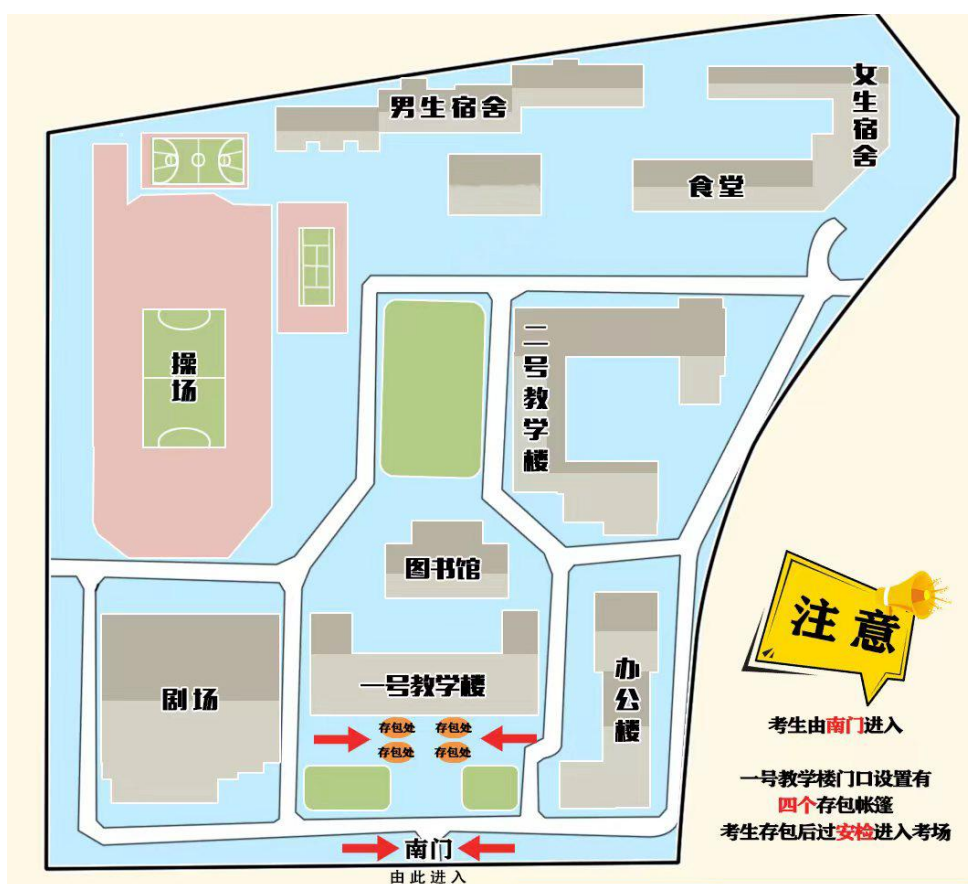 男生宿舍
女生宿舍
食堂
操场
二号教学楼
图书馆
剧场
一号教学楼
办公楼
存包处
存包处
存包处
存包处
南门
由此进入
注意
考生由南门进入
一号教学楼门口设置有
四个存包帐篷
考生存包后过安检进入考场